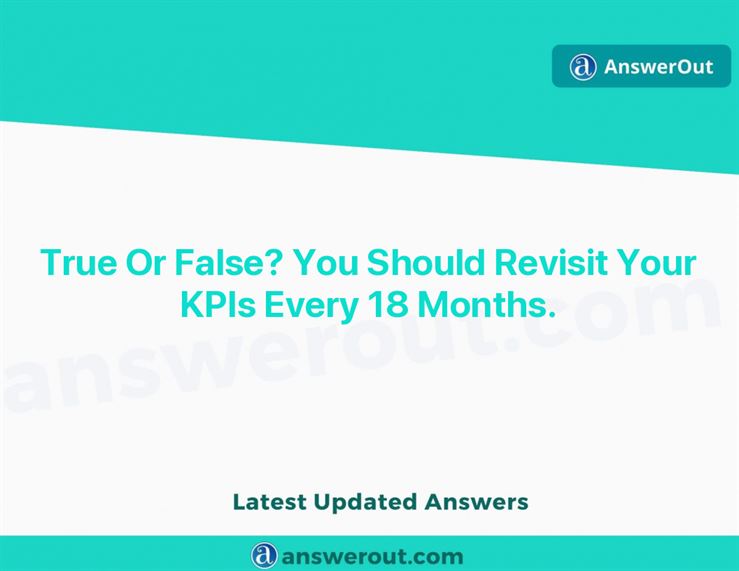 AnswerOut
True Or False? You Should Revisit Your
KPIs Every 18 Months.
answerout.com
Latest Updated Answers
answerout.com